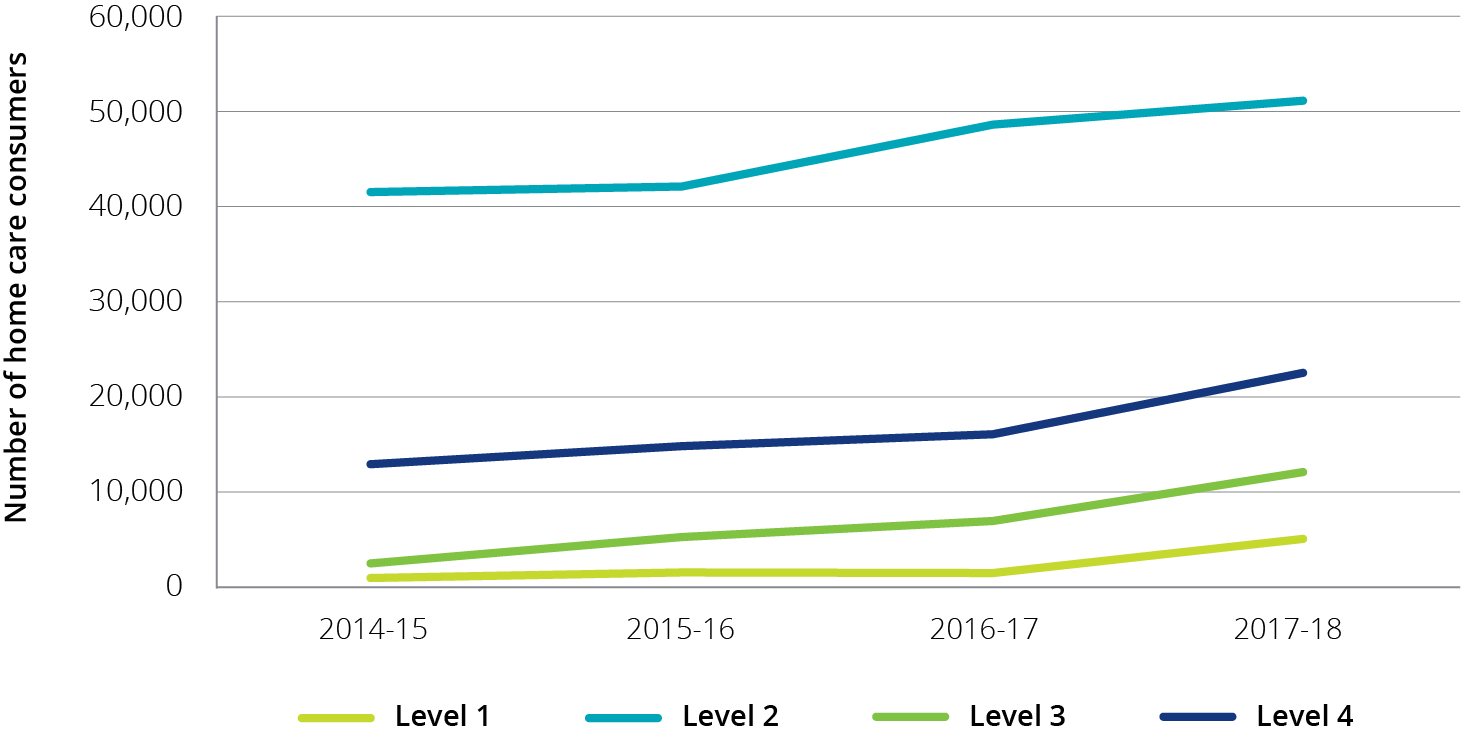 Number of home care consumers
60,000
50,000
40,000
30,000
20,000
10,000
0
2014-15 2015-16 2016-17 2017-18
Level 1 Level 2 Level 3 Level 4